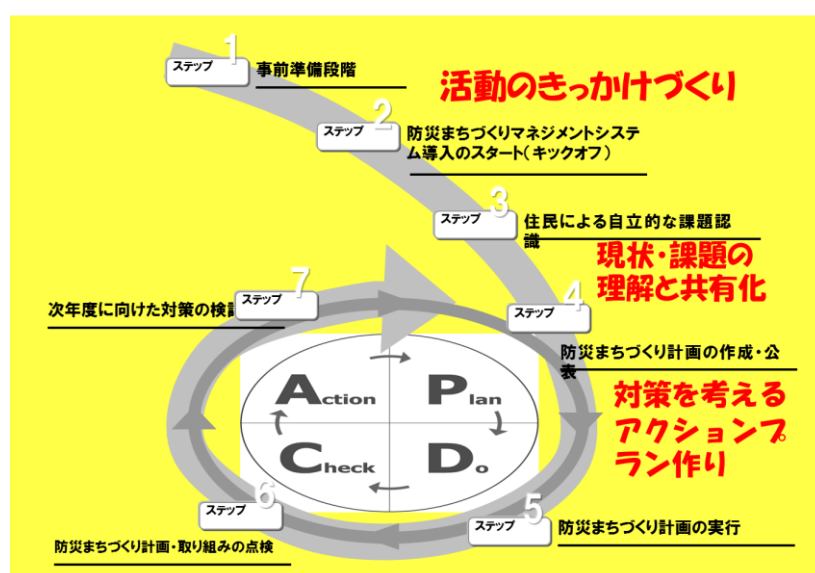 ステップ 1
事前準備段階
活動のきっかけづくり
ステップ 2
防災まちづくりマネジメントシステ
ム導入のスタート(キックオフ)
ステップ 3
住民による自立的な課題認
識
現状・課題の
理解と共有化
ステップ 4
防災まちづくり計画の作成・公
表
対策を考える
アクションプ
ラン作り
ステップ 5
防災まちづくり計画の実行
ステップ 6
防災まちづくり計画・取り組みの点検
ステップ 7
次年度に向けた対策の検
Action
Plan
Check
Do